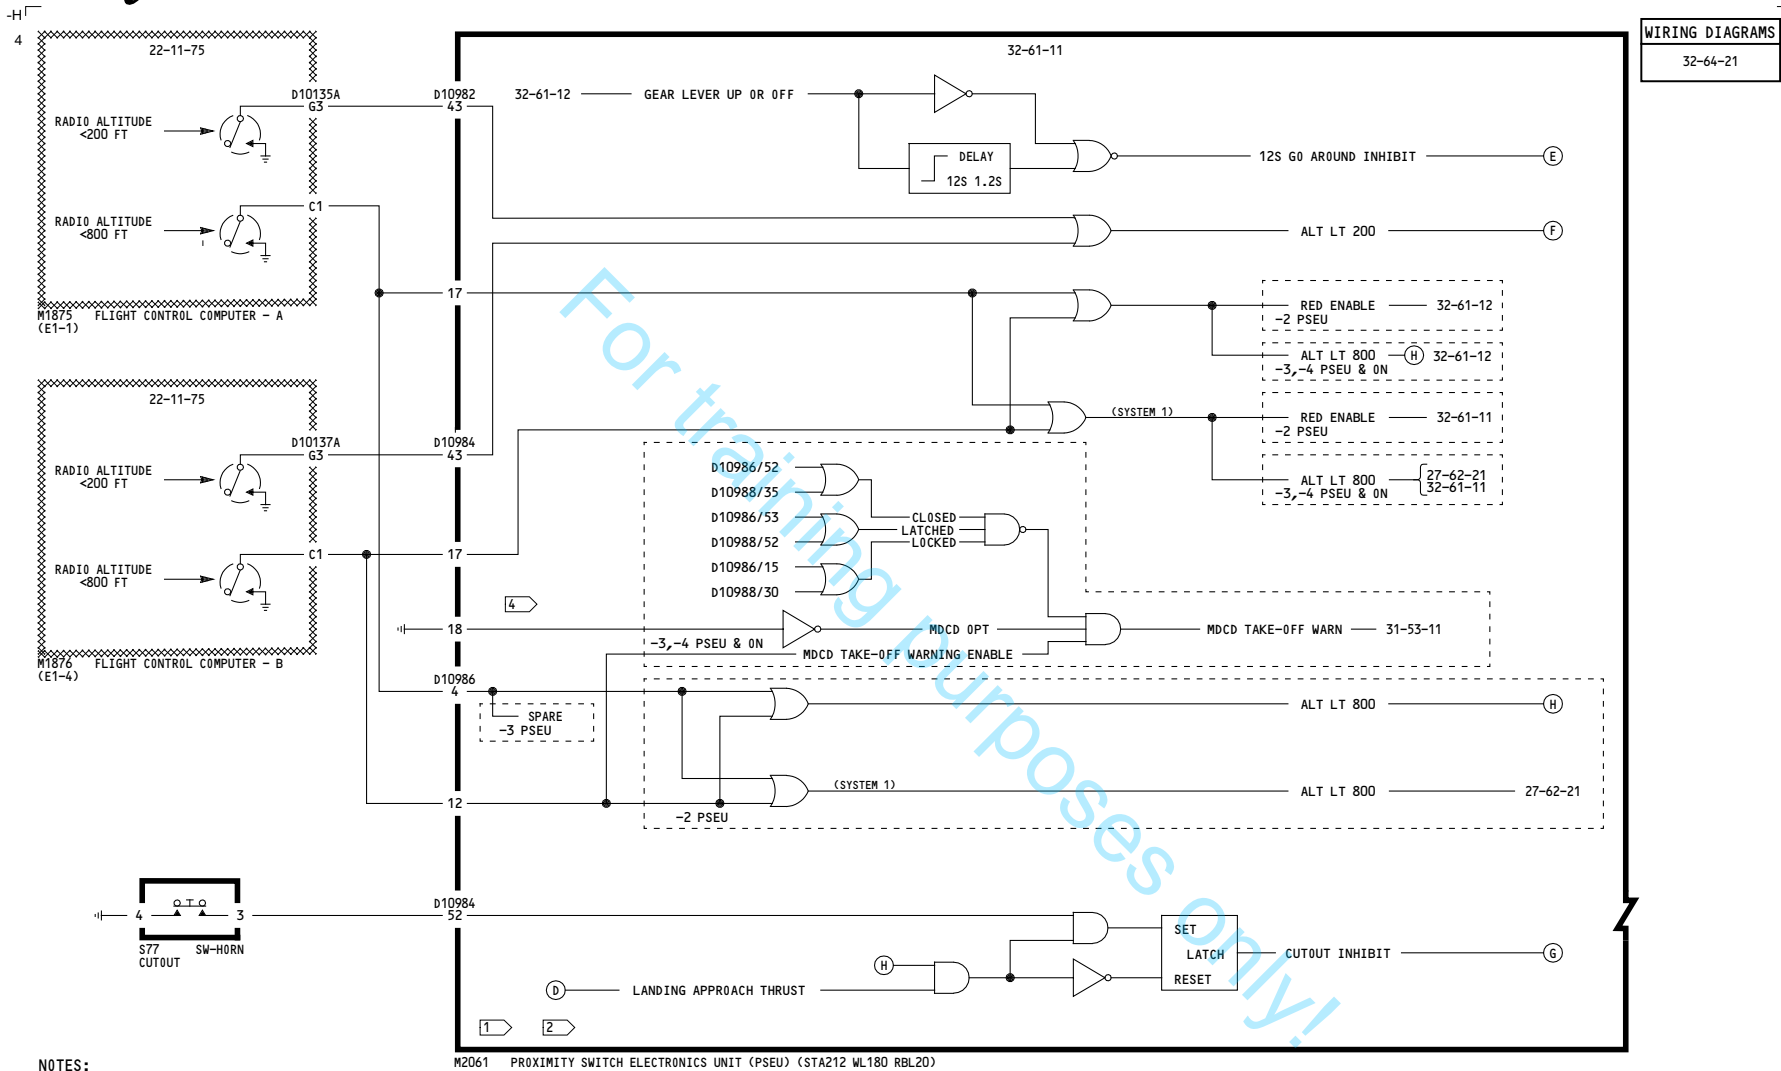 -H
4
WIRING DIAGRAMS
32-64-21
22-11-75
RADIO ALTITUDE
<200 FT
D10135A
G3
RADIO ALTITUDE
<800 FT
C1
M1875 FLIGHT CONTROL COMPUTER - A
(E1-1)
22-11-75
RADIO ALTITUDE
<200 FT
D10137A
G3
RADIO ALTITUDE
<800 FT
C1
M1876 FLIGHT CONTROL COMPUTER - B
(E1-4)
32-61-11
D10982
43
32-61-12 GEAR LEVER UP OR OFF
DELAY
12S 1.2S
12S GO AROUND INHIBIT E
ALT LT 200 F
17
RED ENABLE 32-61-12
-2 PSEU
ALT LT 800 H 32-61-12
-3,-4 PSEU & ON
(SYSTEM 1)
RED ENABLE 32-61-11
-2 PSEU
ALT LT 800 27-62-21
32-61-11
-3,-4 PSEU & ON
D10984
43
D10986/52
D10988/35
D10986/53
D10988/52
D10986/15
D10988/30
CLOSED
LATCHED
LOCKED
17
4
18
-3,-4 PSEU & ON
MDCD OPT
MDCD TAKE-OFF WARN 31-53-11
MDCD TAKE-OFF WARNING ENABLE
D10986
4
SPARE
-3 PSEU
ALT LT 800 H
(SYSTEM 1)
ALT LT 800 27-62-21
12
-2 PSEU
4 3
S77 SW-HORN
CUTOUT
D10984
52
SET
LATCH
RESET
CUTOUT INHIBIT G
H
D LANDING APPROACH THRUST
1 2
M2061 PROXIMITY SWITCH ELECTRONICS UNIT (PSEU) (STA212 WL180 RBL20)
NOTES:
For training purposes only!